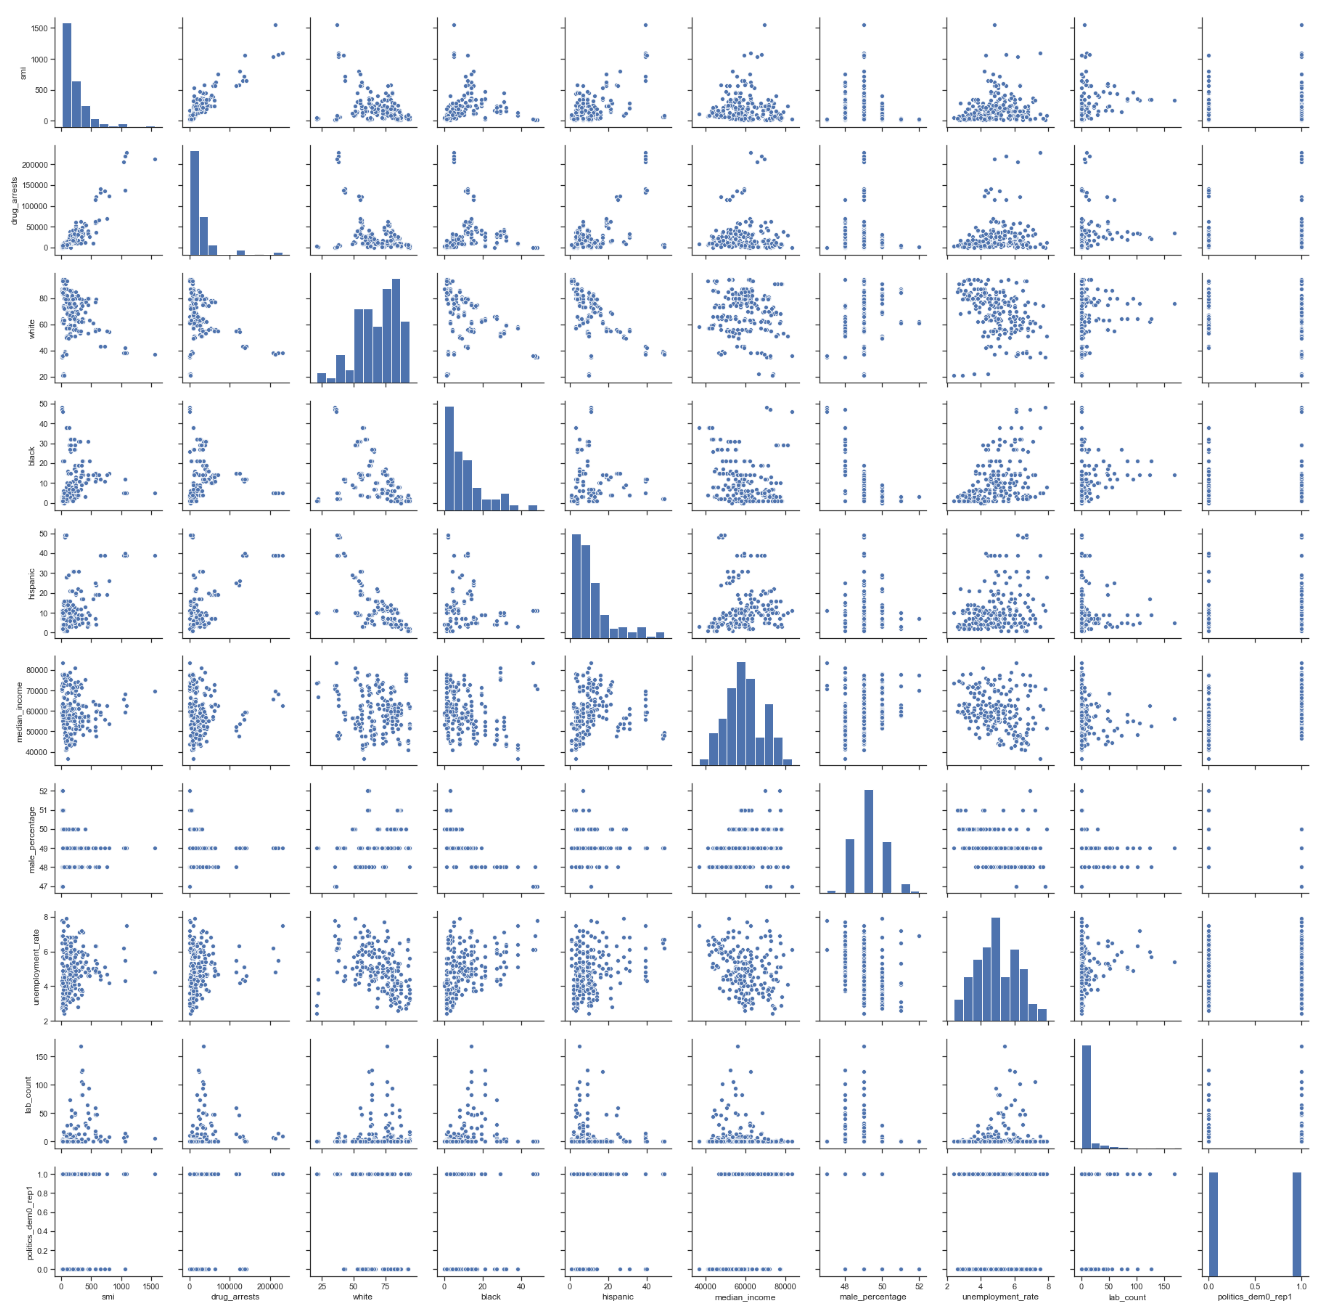 1500
1000
500
0
smi
200000
150000
100000
50000
0
drug_arrests
80
60
40
20
white
50
40
30
20
10
0
black
50
40
30
20
10
0
hispanic
80000
70000
60000
50000
40000
median_income
52
51
50
49
48
47
male_percentage
8
6
4
2
unemployment_rate
150
100
50
0
lab_count
1.0
0.8
0.6
0.4
0.2
0.0
politics_dem0_rep1
0 500 1000 1500
smi
0 100000 200000
drug_arrests
25 50 75
white
0 20 40
black
0 20 40
hispanic
40000 60000 80000
median_income
48 50 52
male_percentage
2 4 6 8
unemployment_rate
0 50 100 150
lab_count
0.0 0.5 1.0
politics_dem0_rep1